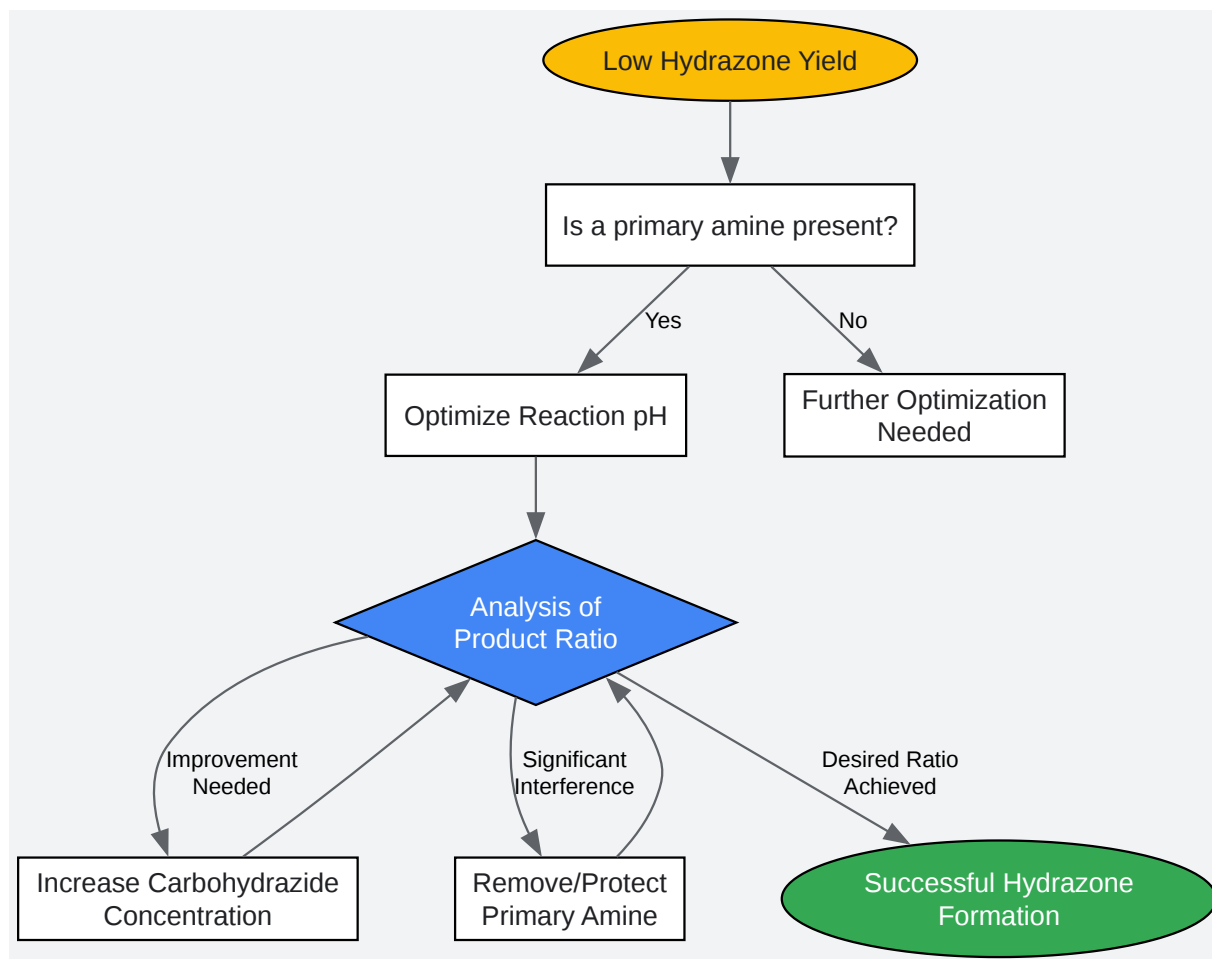 Low Hydrazone Yield
Is a primary amine present?
Yes
No
Optimize Reaction pH
Further Optimization
Needed
Analysis of
Product Ratio
Improvement
Needed
Significant
Interference
Desired Ratio
Achieved
Increase Carbohydrazide
Concentration
Remove/Protect
Primary Amine
Successful Hydrazone
Formation